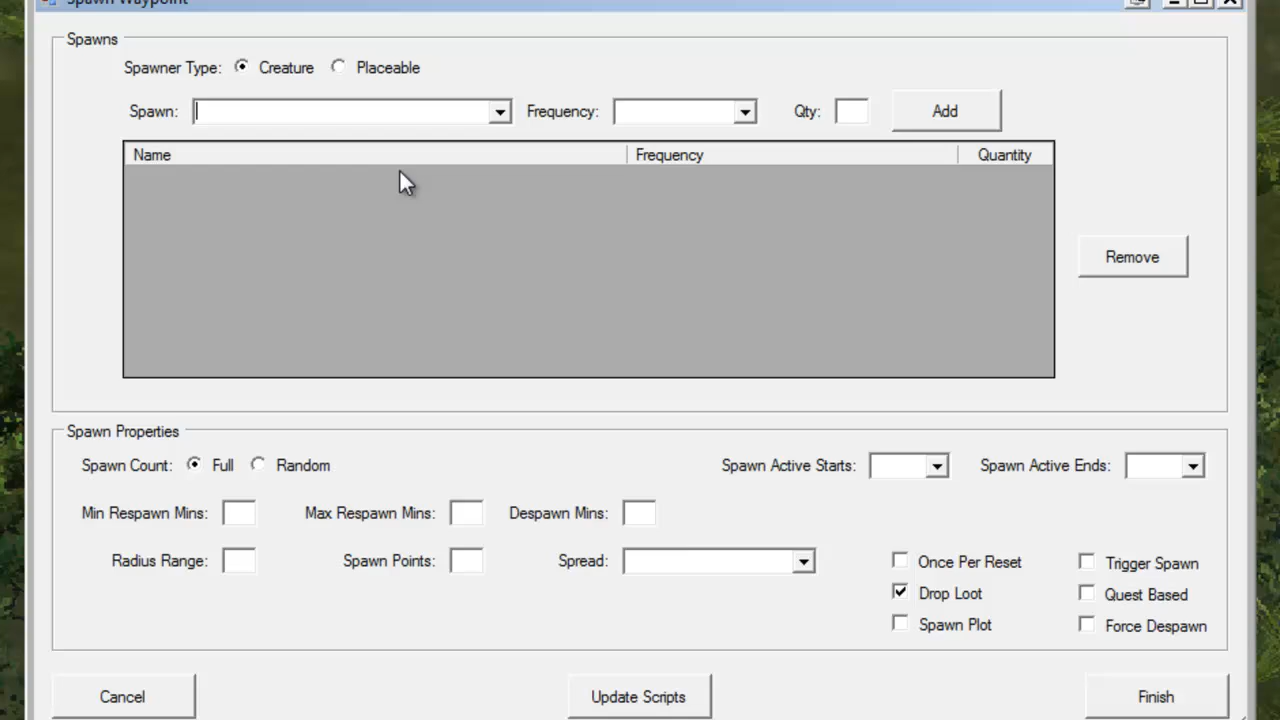 Spawn Waypoint
Spawns
Spawner Type: Creature Placeable
Spawn: Frequency: Qty: Add
Name Frequency Quantity
Remove
Spawn Properties
Spawn Count: Full Random Spawn Active Starts: Spawn Active Ends:
Min Respawn Mins: Max Respawn Mins: Despawn Mins:
Radius Range: Spawn Points: Spread: Once Per Reset Trigger Spawn
Drop Loot Quest Based
Spawn Plot Force Despawn
Cancel Update Scripts Finish